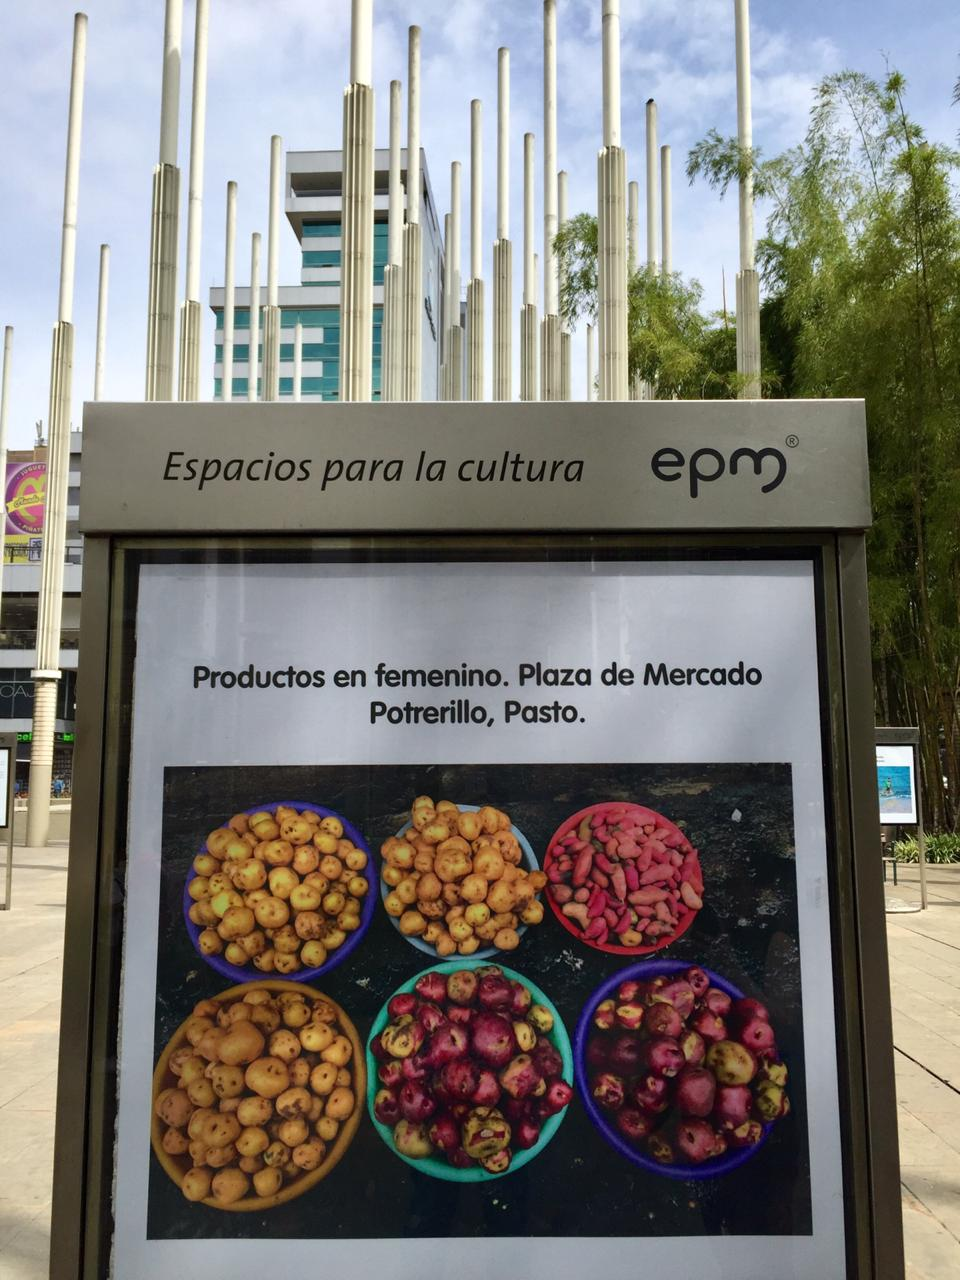 Espacios para la cultura
epm®
Productos en femenino. Plaza de Mercado
Potrerillo, Pasto.